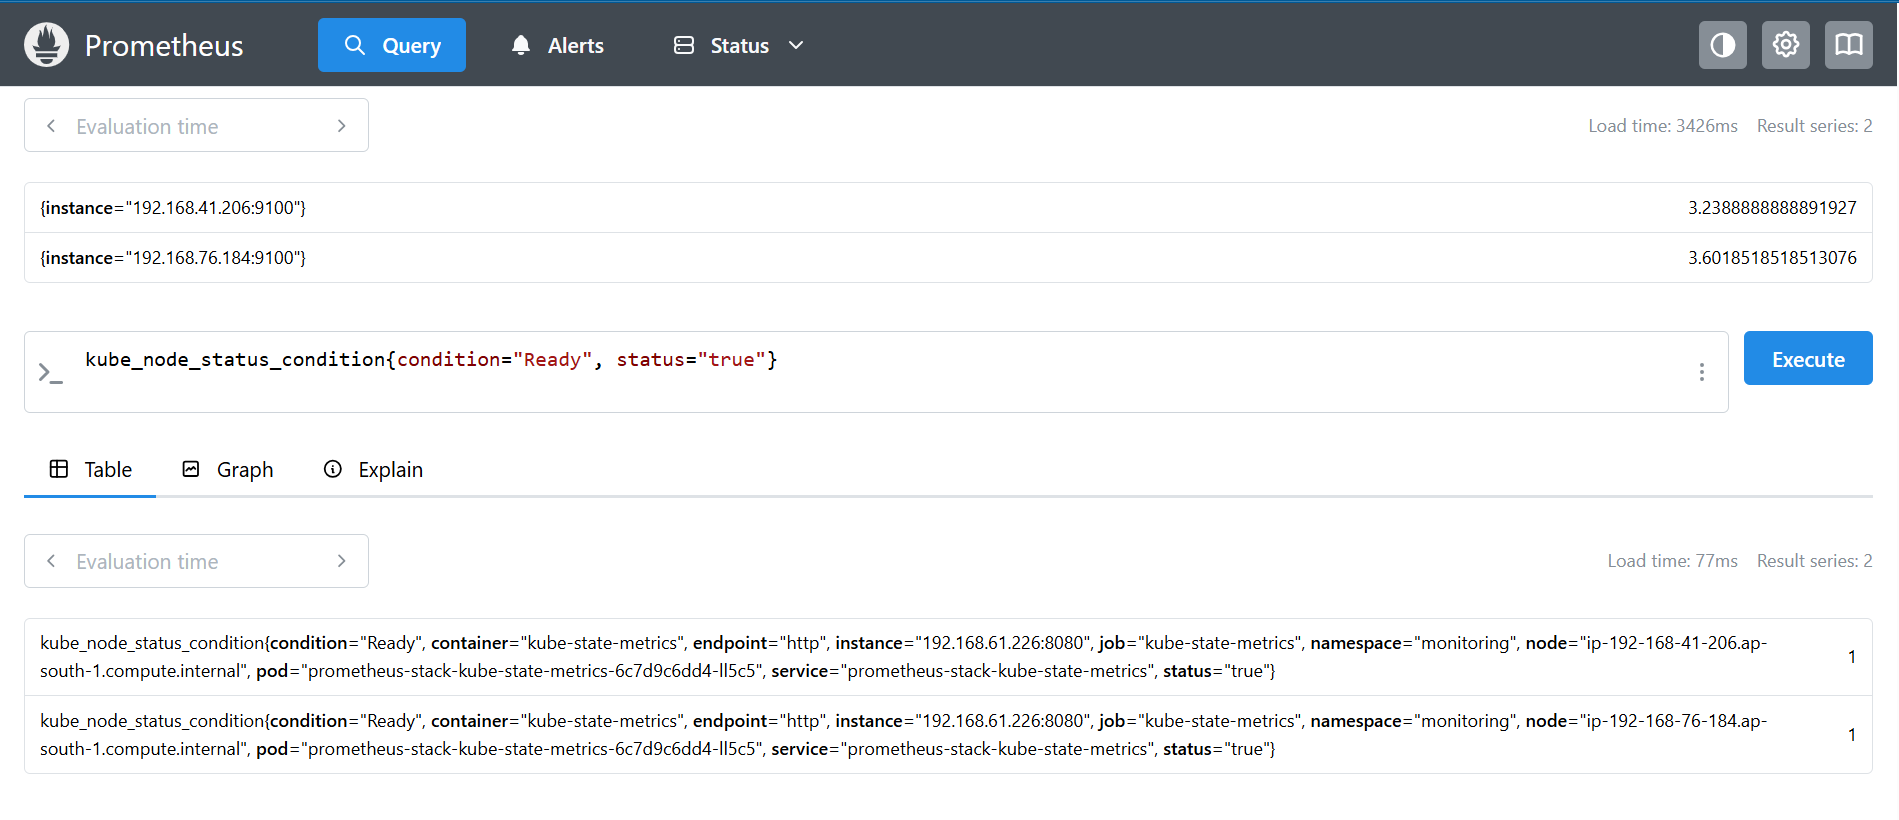 Prometheus Query Alerts Status
Evaluation time Load time: 3426ms Result series: 2
{instance="192.168.41.206:9100"} 3.2388888888891927
{instance="192.168.76.184:9100"} 3.6018518518513076
kube_node_status_condition{condition="Ready", status="true"} Execute
Table Graph Explain
Evaluation time Load time: 77ms Result series: 2
kube_node_status_condition{condition="Ready", container="kube-state-metrics", endpoint="http", instance="192.168.61.226:8080", job="kube-state-metrics", namespace="monitoring", node="ip-192-168-41-206.ap-
south-1.compute.internal", pod="prometheus-stack-kube-state-metrics-6c7d9c6dd4-ll5c5", service="prometheus-stack-kube-state-metrics", status="true"} 1
kube_node_status_condition{condition="Ready", container="kube-state-metrics", endpoint="http", instance="192.168.61.226:8080", job="kube-state-metrics", namespace="monitoring", node="ip-192-168-76-184.ap-
south-1.compute.internal", pod="prometheus-stack-kube-state-metrics-6c7d9c6dd4-ll5c5", service="prometheus-stack-kube-state-metrics", status="true"} 1